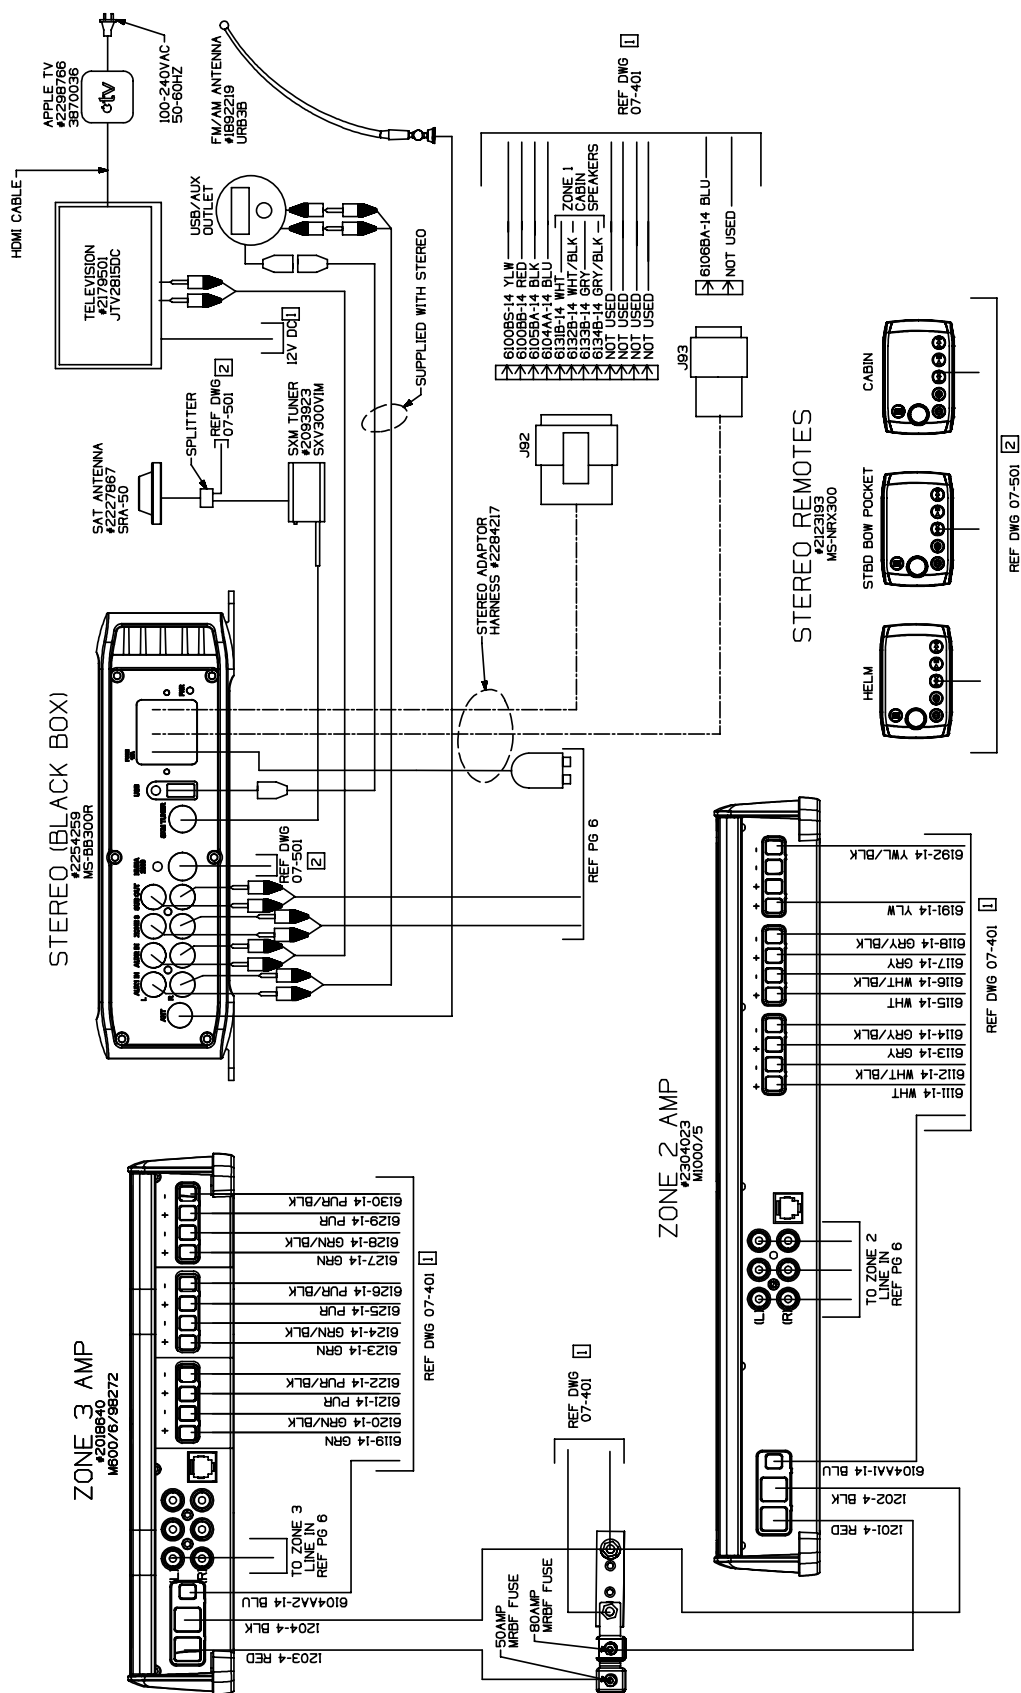 HDMI CABLE
TELEVISION
#2179501
JTV2815DC
APPLE TV
#2298766
3870036
tv
100-240VAC
50-60HZ
FM/AM ANTENNA
#1892219
URB3B
USB/AUX
OUTLET
12V DC 1
SUPPLIED WITH STEREO
SAT ANTENNA
#2227867
SRA-50
SPLITTER
REF DWG 2
07-501
SXM TUNER
#2093923
SXV300VIM
REF DWG 1
07-401
6100BS-14 YLW
6100BB-14 RED
6105BA-14 BLK
6104AA-14 BLU
6131B-14 WHT
6132B-14 WHT/BLK
6133B-14 GRY
6134B-14 GRY/BLK
NOT USED
NOT USED
NOT USED
NOT USED
ZONE 1
CABIN
SPEAKERS
6106BA-14 BLU
NOT USED
J92
J93
STEREO ADAPTOR
HARNESS #2284217
STEREO (BLACK BOX)
#2254259
MS-BB300R
ANT
AUX1 IN
L
R
AUX2 IN
ZONE 3
SUB OUT
SXM TUNER
USB
PWR
REF DWG
07-501
2
REF PG 6
STEREO REMOTES
#2123193
MS-NRX300
HELM
STBD BOW POCKET
CABIN
REF DWG 07-501 2
ZONE 3 AMP
#2018640
M600/6/98272
1203-4 RED
1204-4 BLK
6104AA2-14 BLU
(L)
(R)
TO ZONE 3
LINE IN
REF PG 6
+ - + -
6119-14 GRN
6120-14 GRN/BLK
6121-14 PUR
6122-14 PUR/BLK
+ - + -
6123-14 GRN
6124-14 GRN/BLK
6125-14 PUR
6126-14 PUR/BLK
+ - + -
6127-14 GRN
6128-14 GRN/BLK
6129-14 PUR
6130-14 PUR/BLK
REF DWG 07-401 1
50AMP
MRBF FUSE
80AMP
MRBF FUSE
REF DWG 1
07-401
ZONE 2 AMP
#2304023
M1000/5
1201-4 RED
1202-4 BLK
6104AA1-14 BLU
(L)
(R)
TO ZONE 2
LINE IN
REF PG 6
+ - + -
6111-14 WHT
6112-14 WHT/BLK
6113-14 GRY
6114-14 GRY/BLK
+ - + -
6115-14 WHT
6116-14 WHT/BLK
6117-14 GRY
6118-14 GRY/BLK
+ + - -
6191-14 YLW
6192-14 YWL/BLK
REF DWG 07-401 1